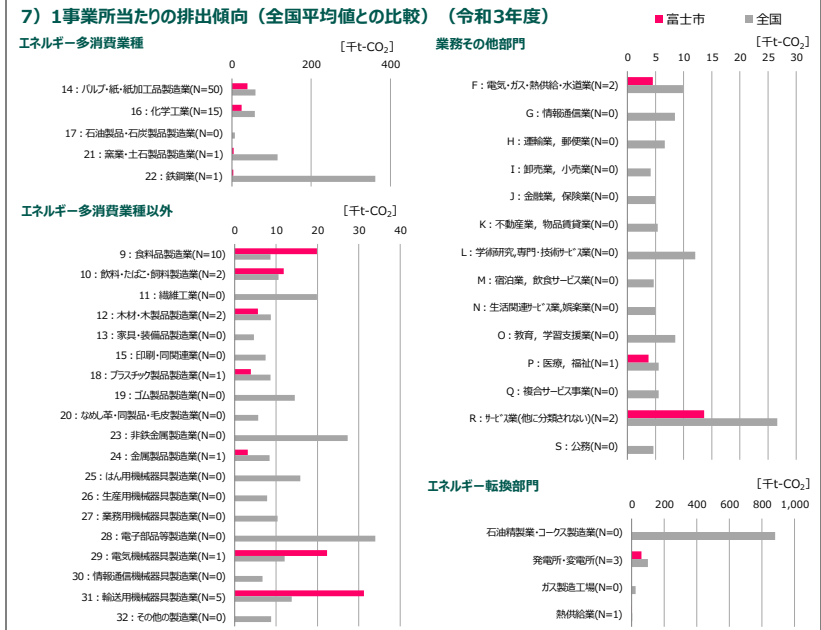 7）1事業所当たりの排出傾向（全国平均値との比較）（令和3年度）
富士市
全国
エネルギー多消費業種
[千t-CO₂]
0 200 400
14：パルプ・紙・紙加工品製造業(N=50)
16：化学工業(N=15)
17：石油製品・石炭製品製造業(N=0)
21：窯業・土石製品製造業(N=1)
22：鉄鋼業(N=1)
エネルギー多消費業種以外
[千t-CO₂]
0 10 20 30 40
9：食料品製造業(N=10)
10：飲料・たばこ・飼料製造業(N=2)
11：繊維工業(N=0)
12：木材・木製品製造業(N=2)
13：家具・装備品製造業(N=0)
15：印刷・同関連業(N=0)
18：プラスチック製品製造業(N=1)
19：ゴム製品製造業(N=0)
20：なめし革・同製品・毛皮製造業(N=0)
23：非鉄金属製造業(N=0)
24：金属製品製造業(N=1)
25：はん用機械器具製造業(N=0)
26：生産用機械器具製造業(N=0)
27：業務用機械器具製造業(N=0)
28：電子部品等製造業(N=0)
29：電気機械器具製造業(N=1)
30：情報通信機械器具製造業(N=0)
31：輸送用機械器具製造業(N=5)
32：その他の製造業(N=0)
業務その他部門
[千t-CO₂]
0 5 10 15 20 25 30
F：電気・ガス・熱供給・水道業(N=2)
G：情報通信業(N=0)
H：運輸業，郵便業(N=0)
I：卸売業，小売業(N=0)
J：金融業，保険業(N=0)
K：不動産業，物品賃貸業(N=0)
L：学術研究,専門・技術ｻｰﾋﾞｽ業(N=0)
M：宿泊業，飲食サービス業(N=0)
N：生活関連ｻｰﾋﾞｽ業,娯楽業(N=0)
O：教育，学習支援業(N=0)
P：医療，福祉(N=1)
Q：複合サービス事業(N=0)
R：ｻｰﾋﾞｽ業(他に分類されない)(N=2)
S：公務(N=0)
エネルギー転換部門
[千t-CO₂]
0 200 400 600 800 1,000
石油精製業・コークス製造業(N=0)
発電所・変電所(N=3)
ガス製造工場(N=0)
熱供給業(N=1)